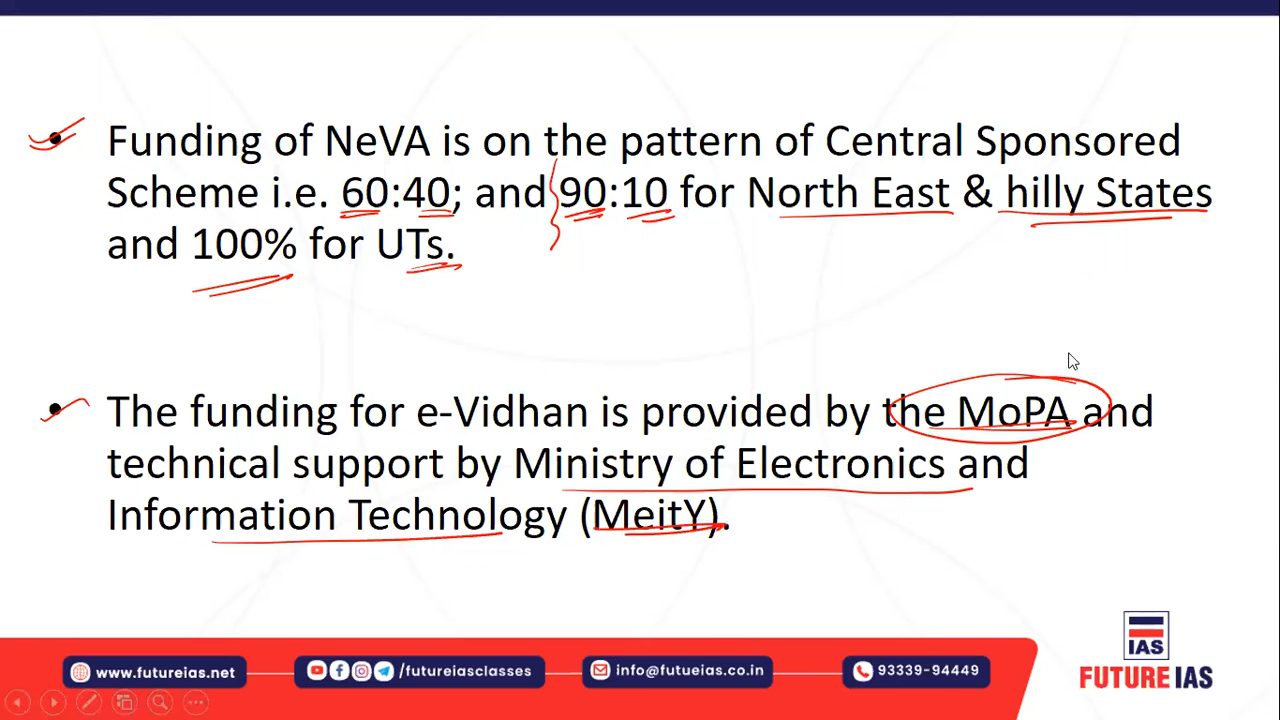 Funding of NeVA is on the pattern of Central Sponsored
Scheme i.e. 60:40; and 90:10 for North East & hilly States
and 100% for UTs.
The funding for e-Vidhan is provided by the MoPA and
technical support by Ministry of Electronics and
Information Technology (MeitY).
www.futureias.net
/futureiasclasses
info@futueias.co.in
93339-94449
IAS
FUTURE IAS